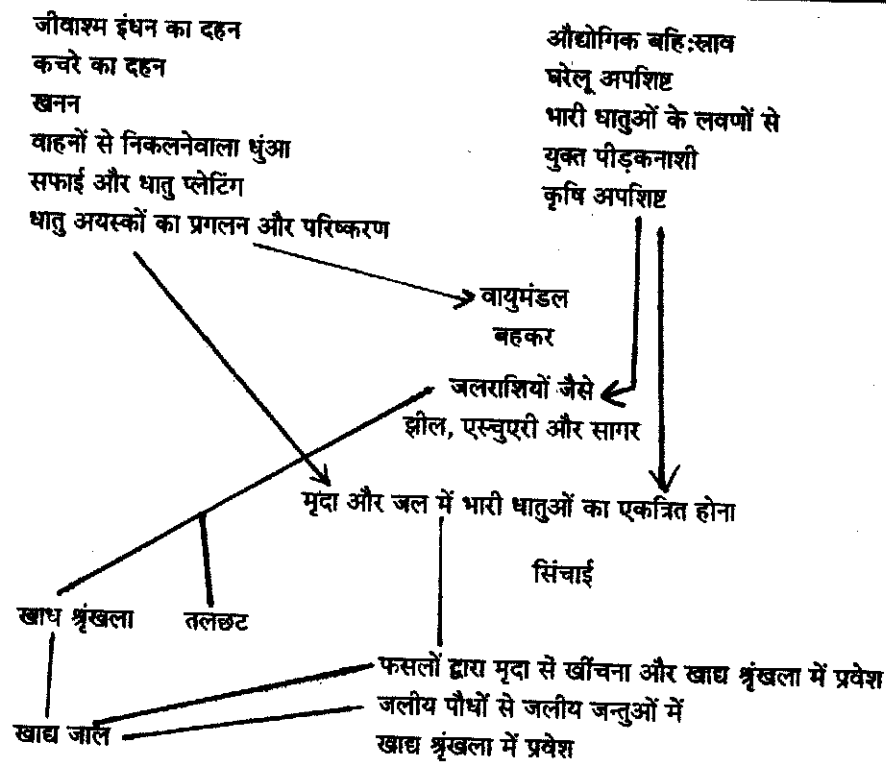 जीवाश्म इंधन का दहन
कचरे का दहन
खनन
वाहनों से निकलनेवाला धुंआ
सफाई और धातु प्लेटिंग
धातु अयस्कों का प्रगलन और परिष्करण
औद्योगिक बहि:स्राव
घरेलू अपशिष्ट
भारी धातुओं के लवणों से
युक्त पीड़कनाशी
कृषि अपशिष्ट
वायुमंडल
बहकर
जलराशियों जैसे
झील, एस्चुएरी और सागर
मृदा और जल में भारी धातुओं का एकत्रित होना
सिंचाई
खाध श्रृंखला
तलछट
फसलों द्वारा मृदा से खींचना और खाद्य श्रृंखला में प्रवेश
जलीय पौधों से जलीय जन्तुओं में
खाद्य श्रृंखला में प्रवेश
खाद्य जाल